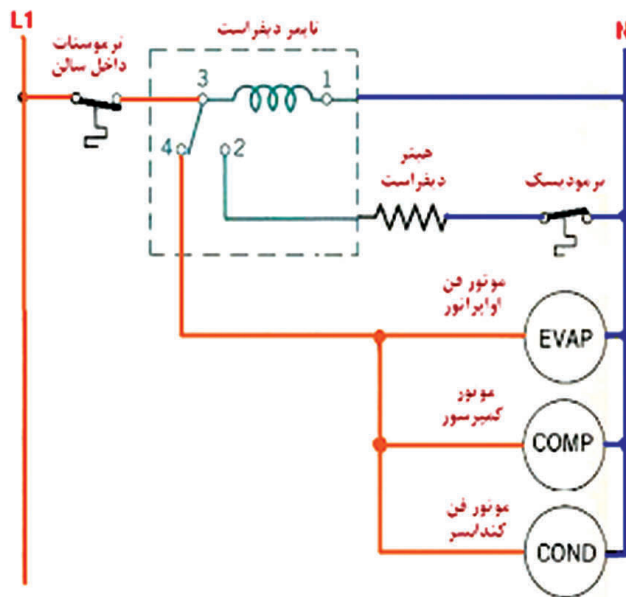 L1
تایمر دیفراست
N
ترموستات
داخل سالن
3
1
4
2
هیتر
دیفراست
ترمودیسک
موتور فن
اواپراتور
EVAP
موتور
کمپرسور
COMP
موتور فن
کندانسر
COND